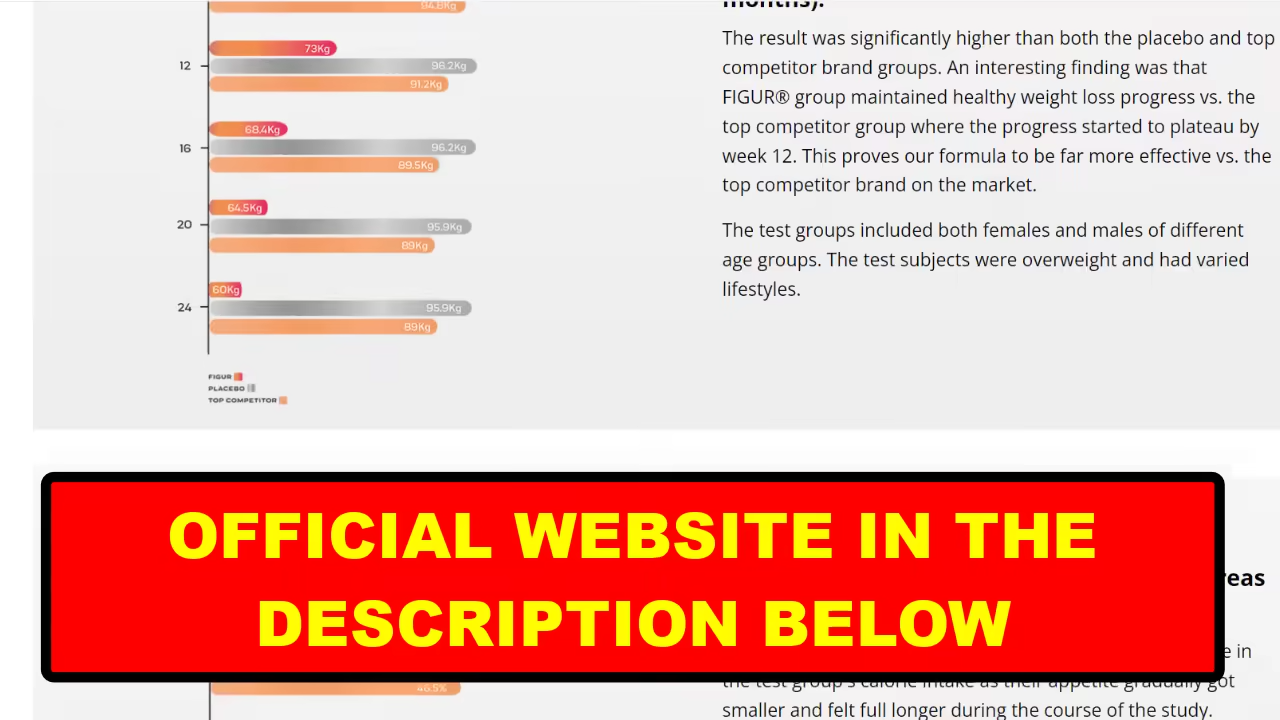 94.8Kg
73Kg
12
96.2Kg
91.2Kg
68.4Kg
16
96.2Kg
89.5Kg
64.5Kg
20
95.9Kg
89Kg
60Kg
24
95.9Kg
89Kg
FIGUR
PLACEBO
TOP COMPETITOR
months).
The result was significantly higher than both the placebo and top
competitor brand groups. An interesting finding was that
FIGUR® group maintained healthy weight loss progress vs. the
top competitor group where the progress started to plateau by
week 12. This proves our formula to be far more effective vs. the
top competitor brand on the market.
The test groups included both females and males of different
age groups. The test subjects were overweight and had varied
lifestyles.
OFFICIAL WEBSITE IN THE
DESCRIPTION BELOW
46.5%
in
the test group's calorie intake as their appetite gradually got
smaller and felt full longer during the course of the study.